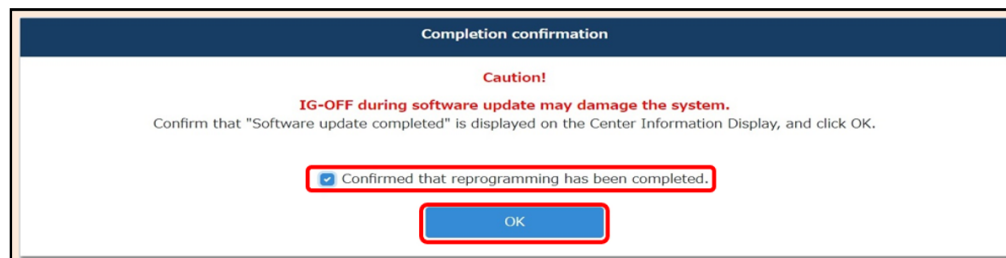 Completion confirmation
Caution!
IG-OFF during software update may damage the system.
Confirm that "Software update completed" is displayed on the Center Information Display, and click OK.
Confirmed that reprogramming has been completed.
OK